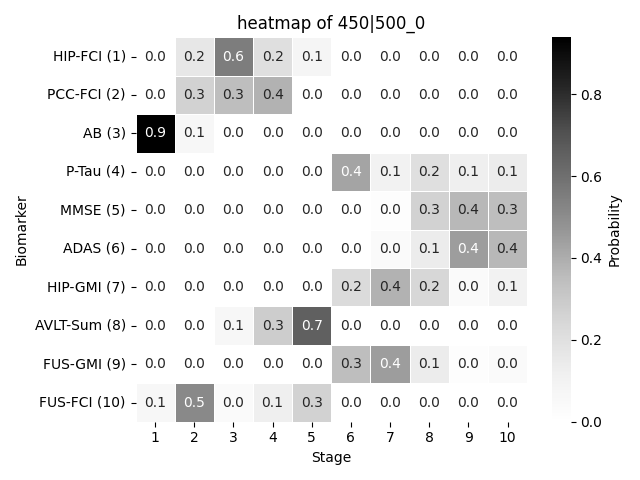 heatmap of 450|500_0
HIP-FCI (1) 0.0 0.2 0.6 0.2 0.1 0.0 0.0 0.0 0.0 0.0
PCC-FCI (2) 0.0 0.3 0.3 0.4 0.0 0.0 0.0 0.0 0.0 0.0
AB (3) 0.9 0.1 0.0 0.0 0.0 0.0 0.0 0.0 0.0 0.0
P-Tau (4) 0.0 0.0 0.0 0.0 0.0 0.4 0.1 0.2 0.1 0.1
MMSE (5) 0.0 0.0 0.0 0.0 0.0 0.0 0.0 0.3 0.4 0.3
ADAS (6) 0.0 0.0 0.0 0.0 0.0 0.0 0.0 0.1 0.4 0.4
HIP-GMI (7) 0.0 0.0 0.0 0.0 0.0 0.2 0.4 0.2 0.0 0.1
AVLT-Sum (8) 0.0 0.0 0.1 0.3 0.7 0.0 0.0 0.0 0.0 0.0
FUS-GMI (9) 0.0 0.0 0.0 0.0 0.0 0.3 0.4 0.1 0.0 0.0
FUS-FCI (10) 0.1 0.5 0.0 0.1 0.3 0.0 0.0 0.0 0.0 0.0
1 2 3 4 5 6 7 8 9 10
Stage
Biomarker
0.8
0.6
0.4
0.2
0.0
Probability